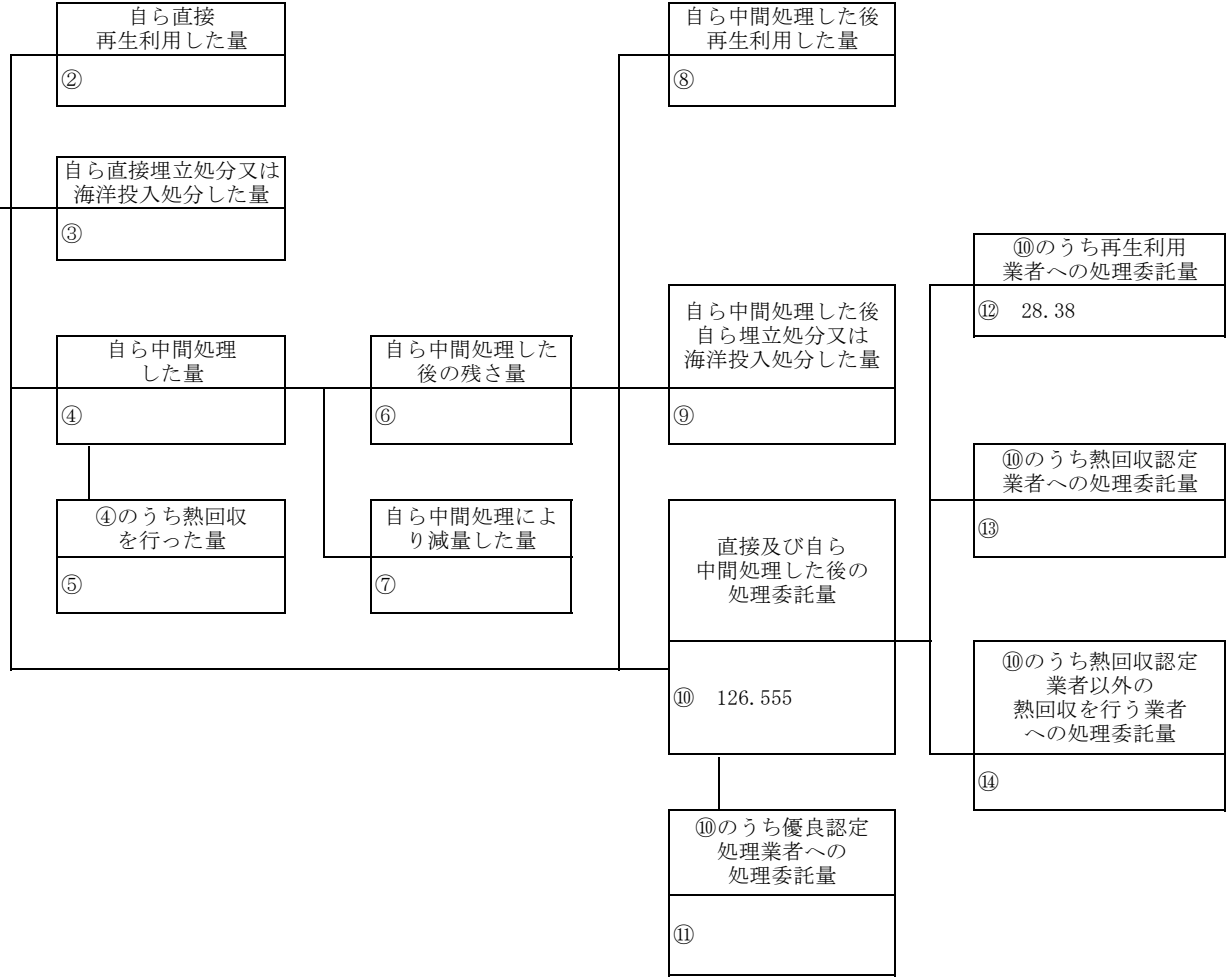 自ら直接
再生利用した量
②
自ら直接埋立処分又は
海洋投入処分した量
③
自ら中間処理
した量
④
④のうち熱回収
を行った量
⑤
自ら中間処理した
後の残さ量
⑥
自ら中間処理によ
り減量した量
⑦
自ら中間処理した後
再生利用した量
⑧
自ら中間処理した後
自ら埋立処分又は
海洋投入処分した量
⑨
直接及び自ら
中間処理した後の
処理委託量
⑩ 126.555
⑩のうち優良認定
処理業者への
処理委託量
⑪
⑩のうち再生利用
業者への処理委託量
⑫ 28.38
⑩のうち熱回収認定
業者への処理委託量
⑬
⑩のうち熱回収認定
業者以外の
熱回収を行う業者
への処理委託量
⑭